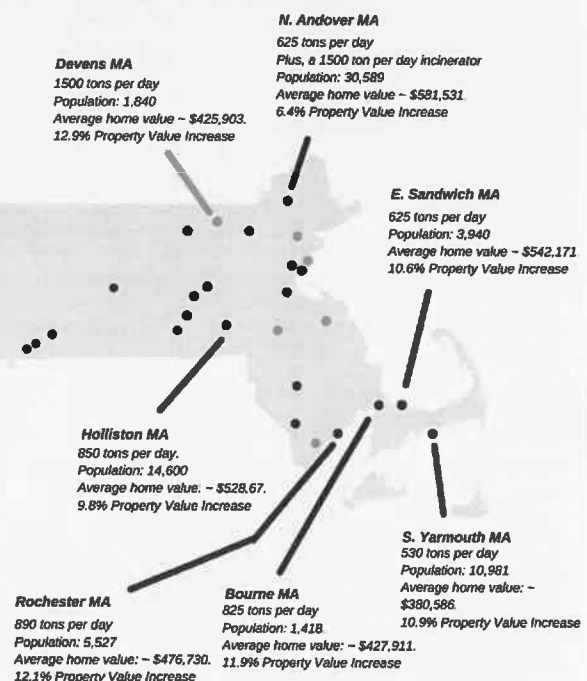 N. Andover MA
625 tons per day
Plus, a 1500 ton per day incinerator
Population: 30,589
Average home value ~ $581,531
6.4% Property Value Increase
Devens MA
1500 tons per day
Population: 1,840
Average home value ~ $425,903.
12.9% Property Value Increase
E. Sandwich MA
625 tons per day
Population: 3,940
Average home value ~ $542,171
10.6% Property Value Increase
Holliston MA
850 tons per day.
Population: 14,600
Average home value: ~ $528,67.
9.8% Property Value Increase
S. Yarmouth MA
530 tons per day
Population: 10,981
Average home value: ~
$380,586.
10.9% Property Value Increase
Rochester MA
890 tons per day
Population: 5,527
Average home value: ~ $476,730.
12.1% Property Value Increase
Bourne MA
825 tons per day
Population: 1,418
Average home value: ~ $427,911.
11.9% Property Value Increase